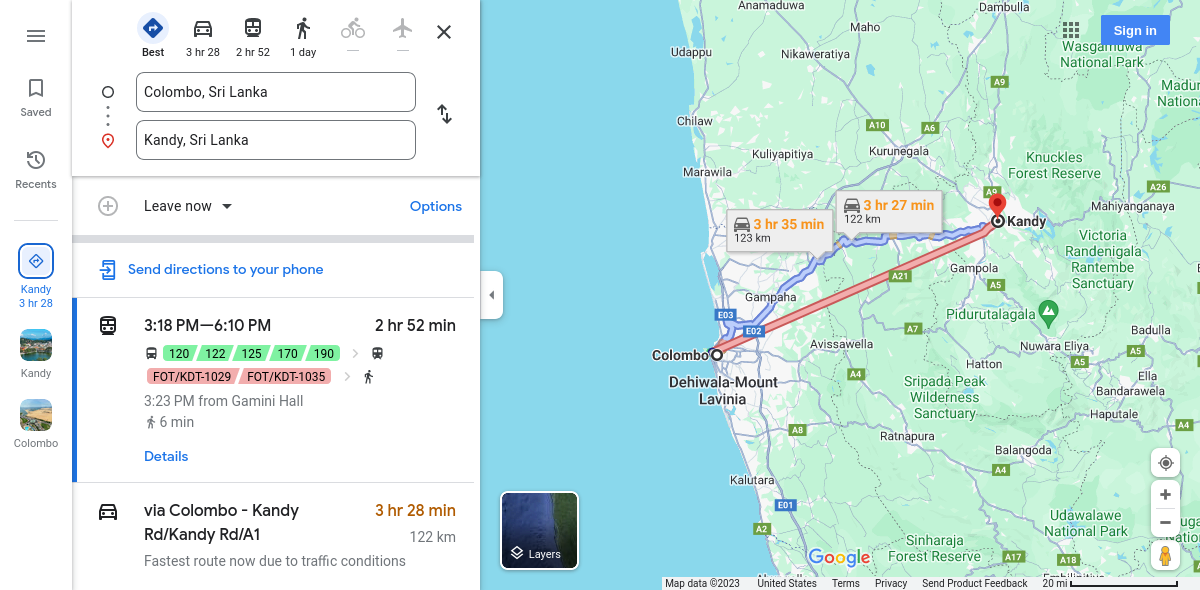 Saved
Recents
Kandy
3 hr 28
Kandy
Colombo
Best
3 hr 28
2 hr 52
1 day
—
—
Colombo, Sri Lanka
Kandy, Sri Lanka
Leave now
Options
Send directions to your phone
3:18 PM—6:10 PM
2 hr 52 min
120 122 125 170 190
FOT/KDT-1029 FOT/KDT-1035
3:23 PM from Gamini Hall
6 min
Details
via Colombo - Kandy
Rd/Kandy Rd/A1
3 hr 28 min
122 km
Fastest route now due to traffic conditions
Layers
Sign in
Anamaduwa
Dambulla
Maho
Udappu
Nikaweratiya
Wasgamuwa
National Park
A9
Madur
Nationa
Chilaw
A10
A6
Kuliyapitiya
Kurunegala
Knuckles
Forest Reserve
Marawila
A9
A26
Mahiyanganaya
3 hr 27 min
122 km
3 hr 35 min
123 km
Kandy
Victoria
Randenigala
Rantembe
Sanctuary
A21
Gampola
A5
Gampaha
E03
E02
Pidurutalagala
A7
Badulla
A5
Nuwara Eliya
A5
Avissawella
Colombo
Hatton
A4
Ella
Bandarawela
Dehiwala-Mount
Lavinia
Sripada Peak
Wilderness
Sanctuary
Haputale
A4
A8
Ratnapura
Balangoda
A4
Kalutara
E01
A2
Udawalawe
National Park
Sinharaja
Forest Reserve
A17
A18
Google
Map data ©2023 United States Terms Privacy Send Product Feedback 20 mi